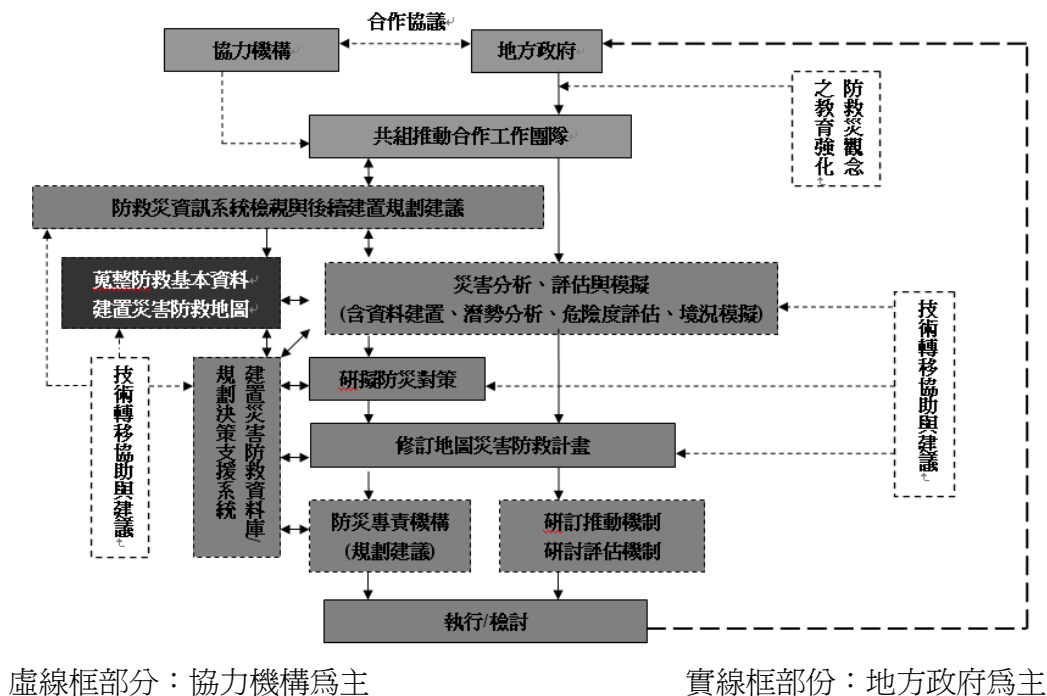 合作協議
協力機構
地方政府
防救災觀念
之教育強化
共組推動合作工作團隊
防救災資訊系統檢視與後續建置規劃建議
蒐整防救基本資料
建置災害防救地圖
災害分析、評估與模擬
(含資料建置、潛勢分析、危險度評估、境況模擬)
技術轉移協助與建議
建置災害防救資料庫/
規劃決策支援系統
研擬防災對策
技術轉移協助與建議
修訂地圖災害防救計畫
防災專責機構
(規劃建議)
研訂推動機制
研討評估機制
執行/檢討
虛線框部分：協力機構為主
實線框部份：地方政府為主